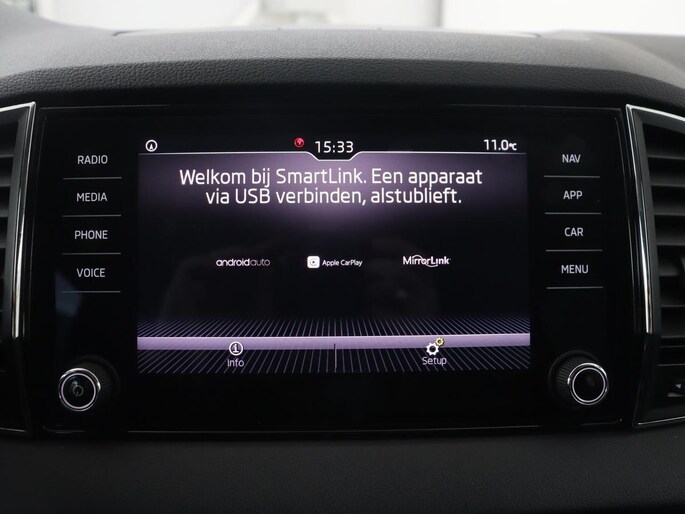 15:33
11.0°C
Welkom bij SmartLink. Een apparaat
via USB verbinden, alstublieft.
androidauto
Apple CarPlay
MirrorLink
Info
Setup
RADIO
MEDIA
PHONE
VOICE
NAV
APP
CAR
MENU